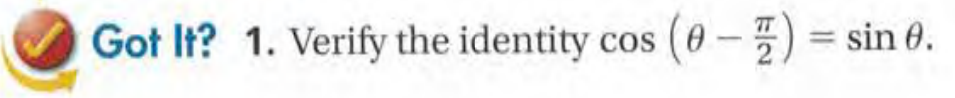 Got It? 1. Verify the identity cos (θ − π/2) = sin θ.